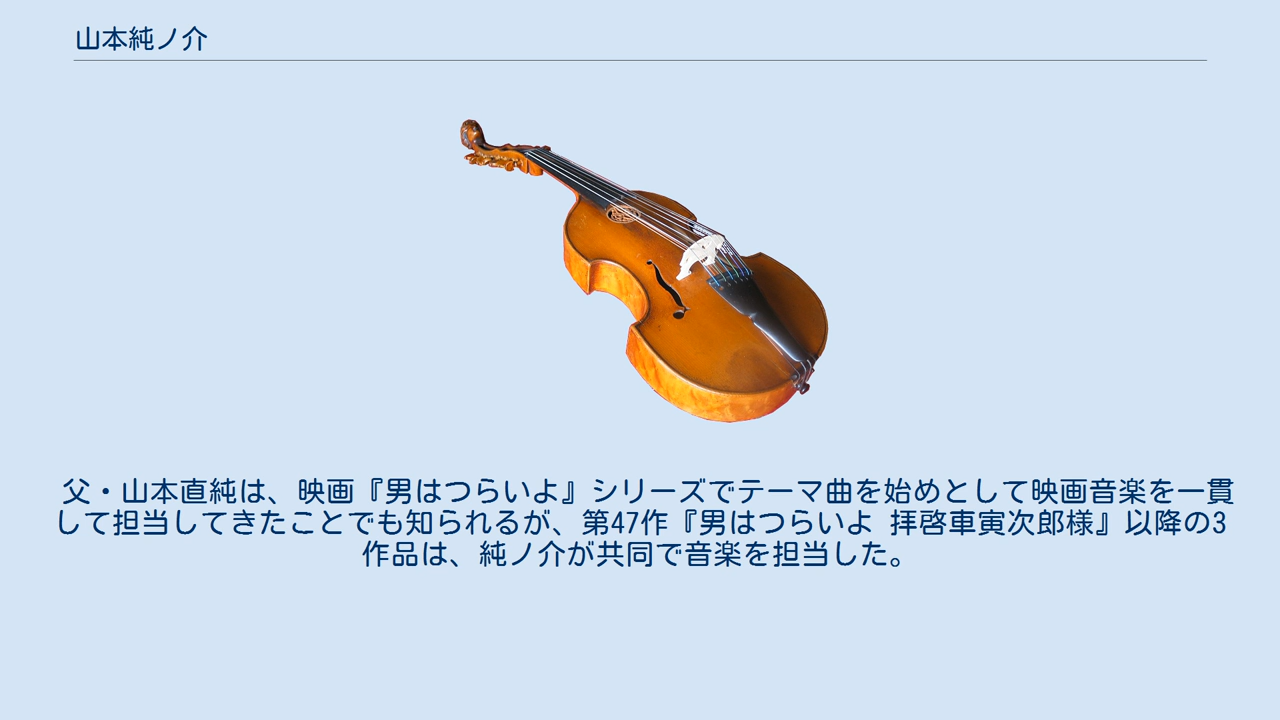 山本純ノ介
父・山本直純は、映画『男はつらいよ』シリーズでテーマ曲を始めとして映画音楽を一貫
して担当してきたことでも知られるが、第47作『男はつらいよ 拝啓車寅次郎様』以降の3
作品は、純ノ介が共同で音楽を担当した。